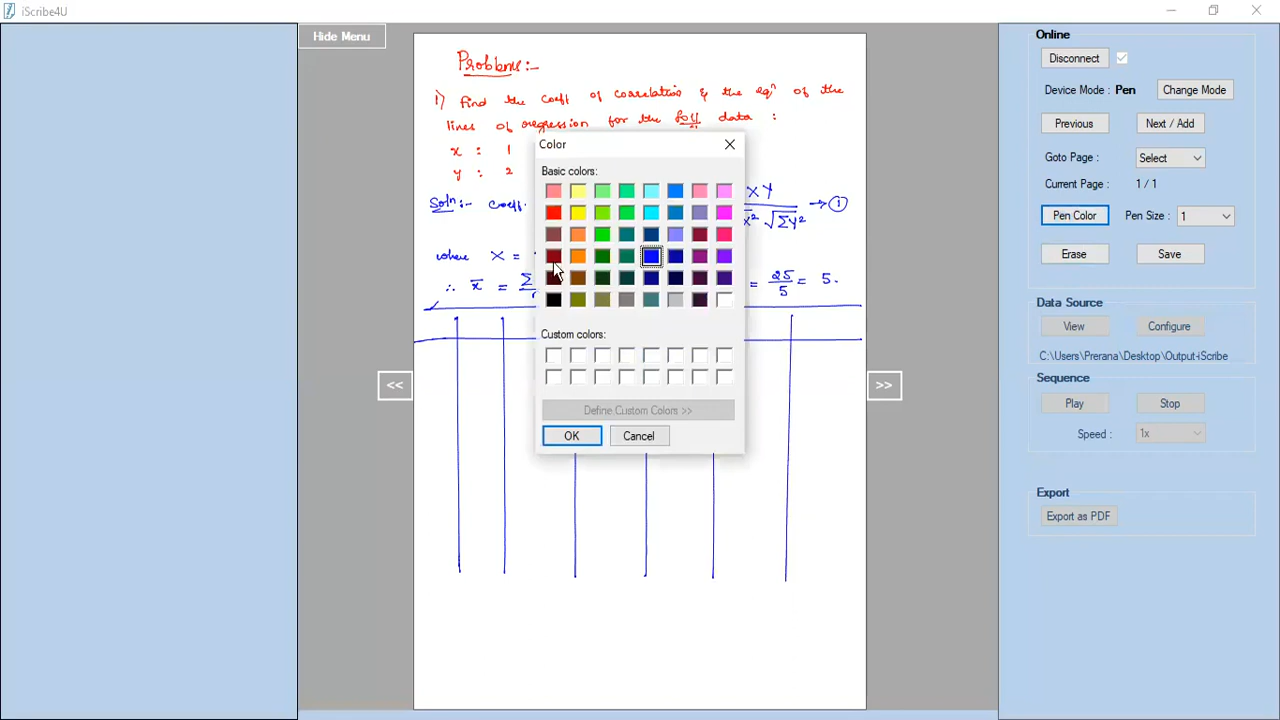 iScribe4U
Hide Menu
Problems:-
1) Find the coeff of correlation & the eqn of the
lines of regression for the foll data :
x : 1
y : 2
Soln:- Coeff.
XY
x² √Σy² → ①
where X =
∴ x̄ = Σ
= 25/5 = 5.
<<
>>
Color
Basic colors:
Custom colors:
Define Custom Colors >>
OK
Cancel
Online
Disconnect
Device Mode : Pen
Change Mode
Previous
Next / Add
Goto Page :
Select
Current Page :
1 / 1
Pen Color
Pen Size :
1
Erase
Save
Data Source
View
Configure
C:\Users\Prerana\Desktop\Output-iScribe
Sequence
Play
Stop
Speed :
1x
Export
Export as PDF